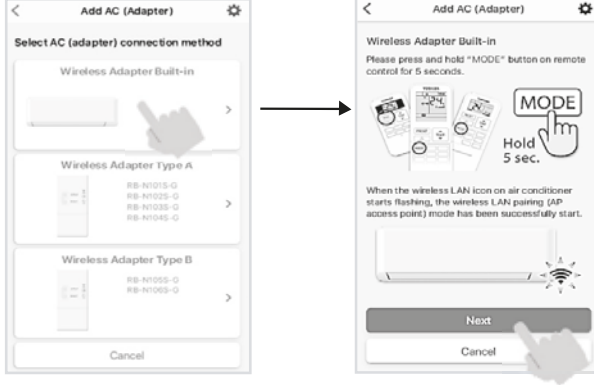 Add AC (Adapter)
Select AC (adapter) connection method
Wireless Adapter Built-in
Wireless Adapter Type A
RB-N101S-G
RB-N102S-G
RB-N103S-G
RB-N104S-G
Wireless Adapter Type B
RB-N105S-G
RB-N106S-G
Cancel
Add AC (Adapter)
Wireless Adapter Built-in
Please press and hold "MODE" button on remote
control for 5 seconds.
MODE
Hold
5 sec.
When the wireless LAN icon on air conditioner
starts flashing, the wireless LAN pairing (AP
access point) mode has been successfully start.
Next
Cancel